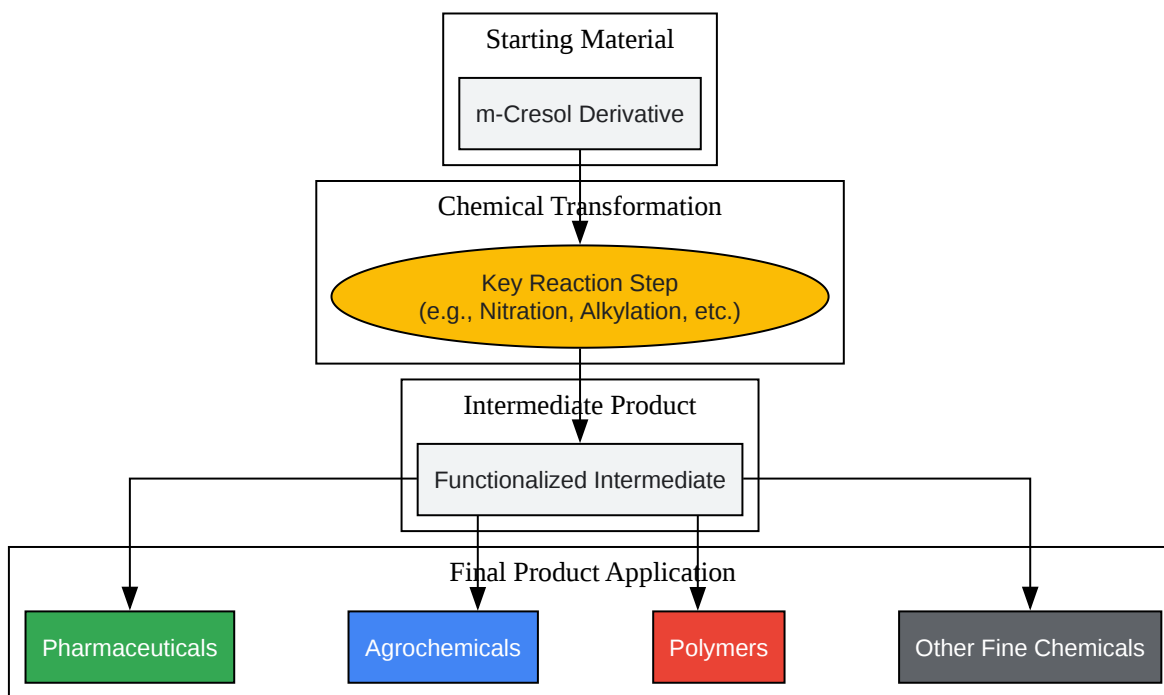 Starting Material
m-Cresol Derivative
Chemical Transformation
Key Reaction Step
(e.g., Nitration, Alkylation, etc.)
Intermediate Product
Functionalized Intermediate
Final Product Application
Pharmaceuticals
Agrochemicals
Polymers
Other Fine Chemicals